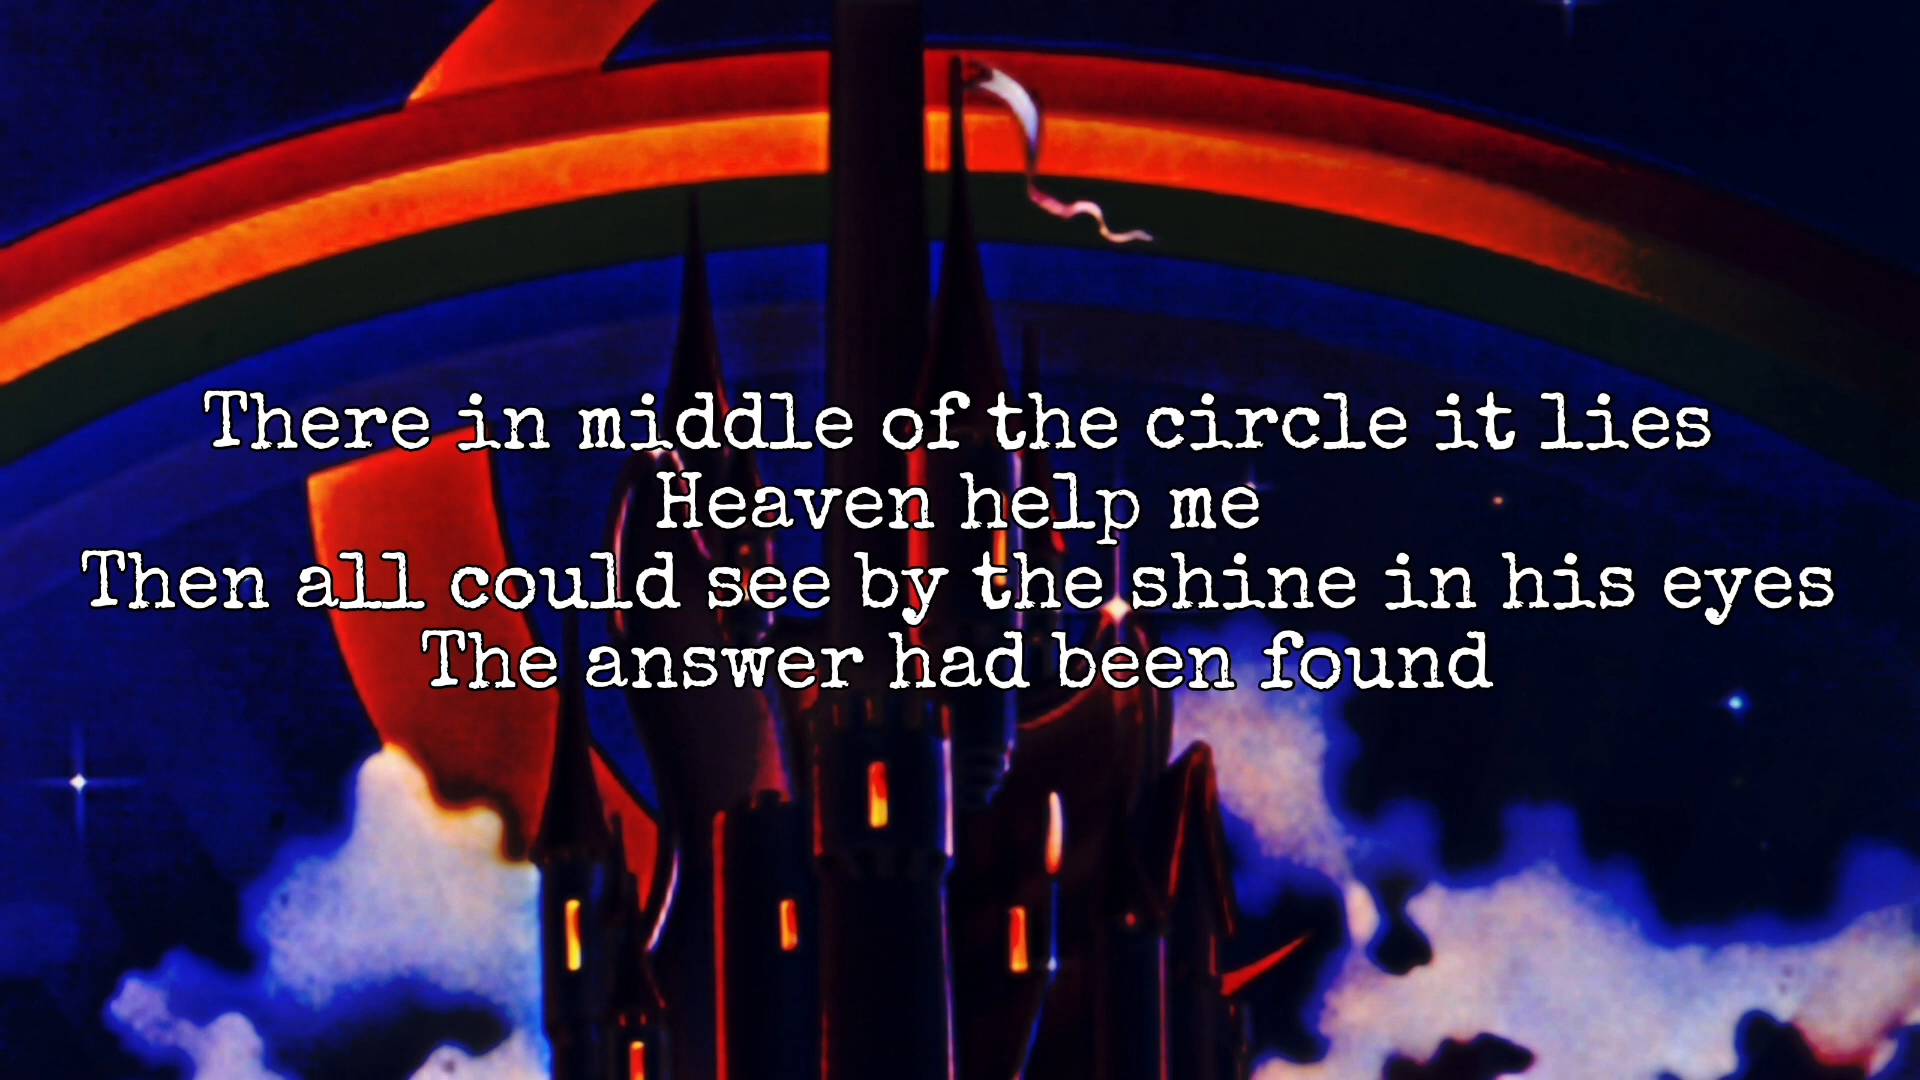 There in middle of the circle it lies
Heaven help me
Then all could see by the shine in his eyes
The answer had been found